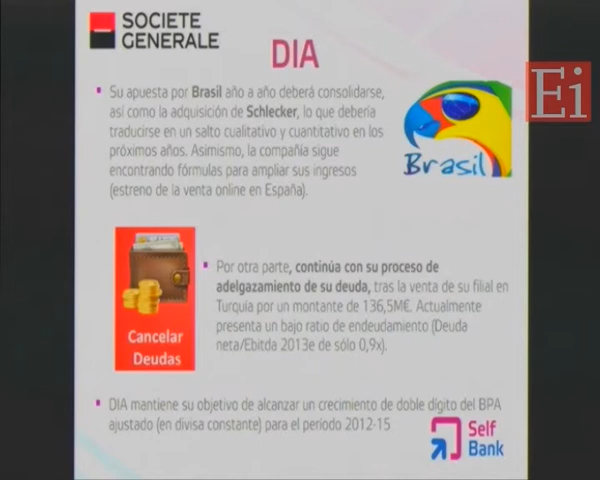 SOCIETE
GENERALE
DIA
Ei
Su apuesta por Brasil año a año deberá consolidarse,
así como la adquisición de Schlecker, lo que debería
traducirse en un salto cualitativo y cuantitativo en los
próximos años. Asimismo, la compañía sigue
encontrando fórmulas para ampliar sus ingresos
(estreno de la venta online en España).
Brasil
Por otra parte, continúa con su proceso de
adelgazamiento de su deuda, tras la venta de su filial en
Turquia por un montante de 136,5M€. Actualmente
presenta un bajo ratio de endeudamiento (Deuda
neta/Ebitda 2013e de sólo 0,9x).
Cancelar
Deudas
DIA mantiene su objetivo de alcanzar un crecimiento de doble dígito del BPA
ajustado (en divisa constante) para el período 2012-15
Self
Bank